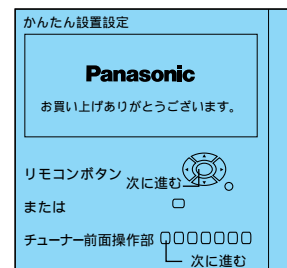 かんたん設置設定
Panasonic
お買い上げありがとうございます。
リモコンボタン 次に進む
または
チューナー前面操作部
次に進む